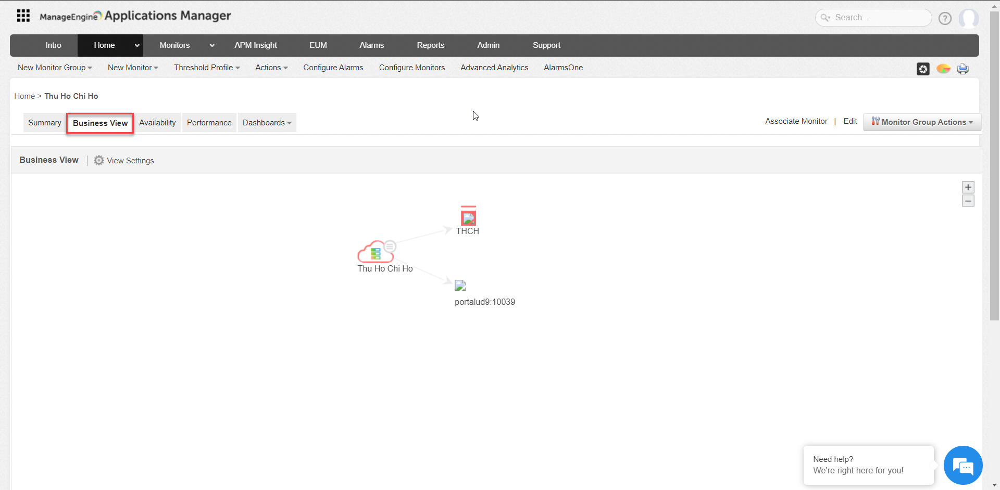 ManageEngine Applications Manager
Search...
?
Intro Home Monitors APM Insight EUM Alarms Reports Admin Support
New Monitor Group New Monitor Threshold Profile Actions Configure Alarms Configure Monitors Advanced Analytics AlarmsOne
Home > Thu Ho Chi Ho
Summary Business View Availability Performance Dashboards
Associate Monitor | Edit Monitor Group Actions
Business View View Settings
+
−
THCH
Thu Ho Chi Ho
portalud9:10039
Need help?
We're right here for you!